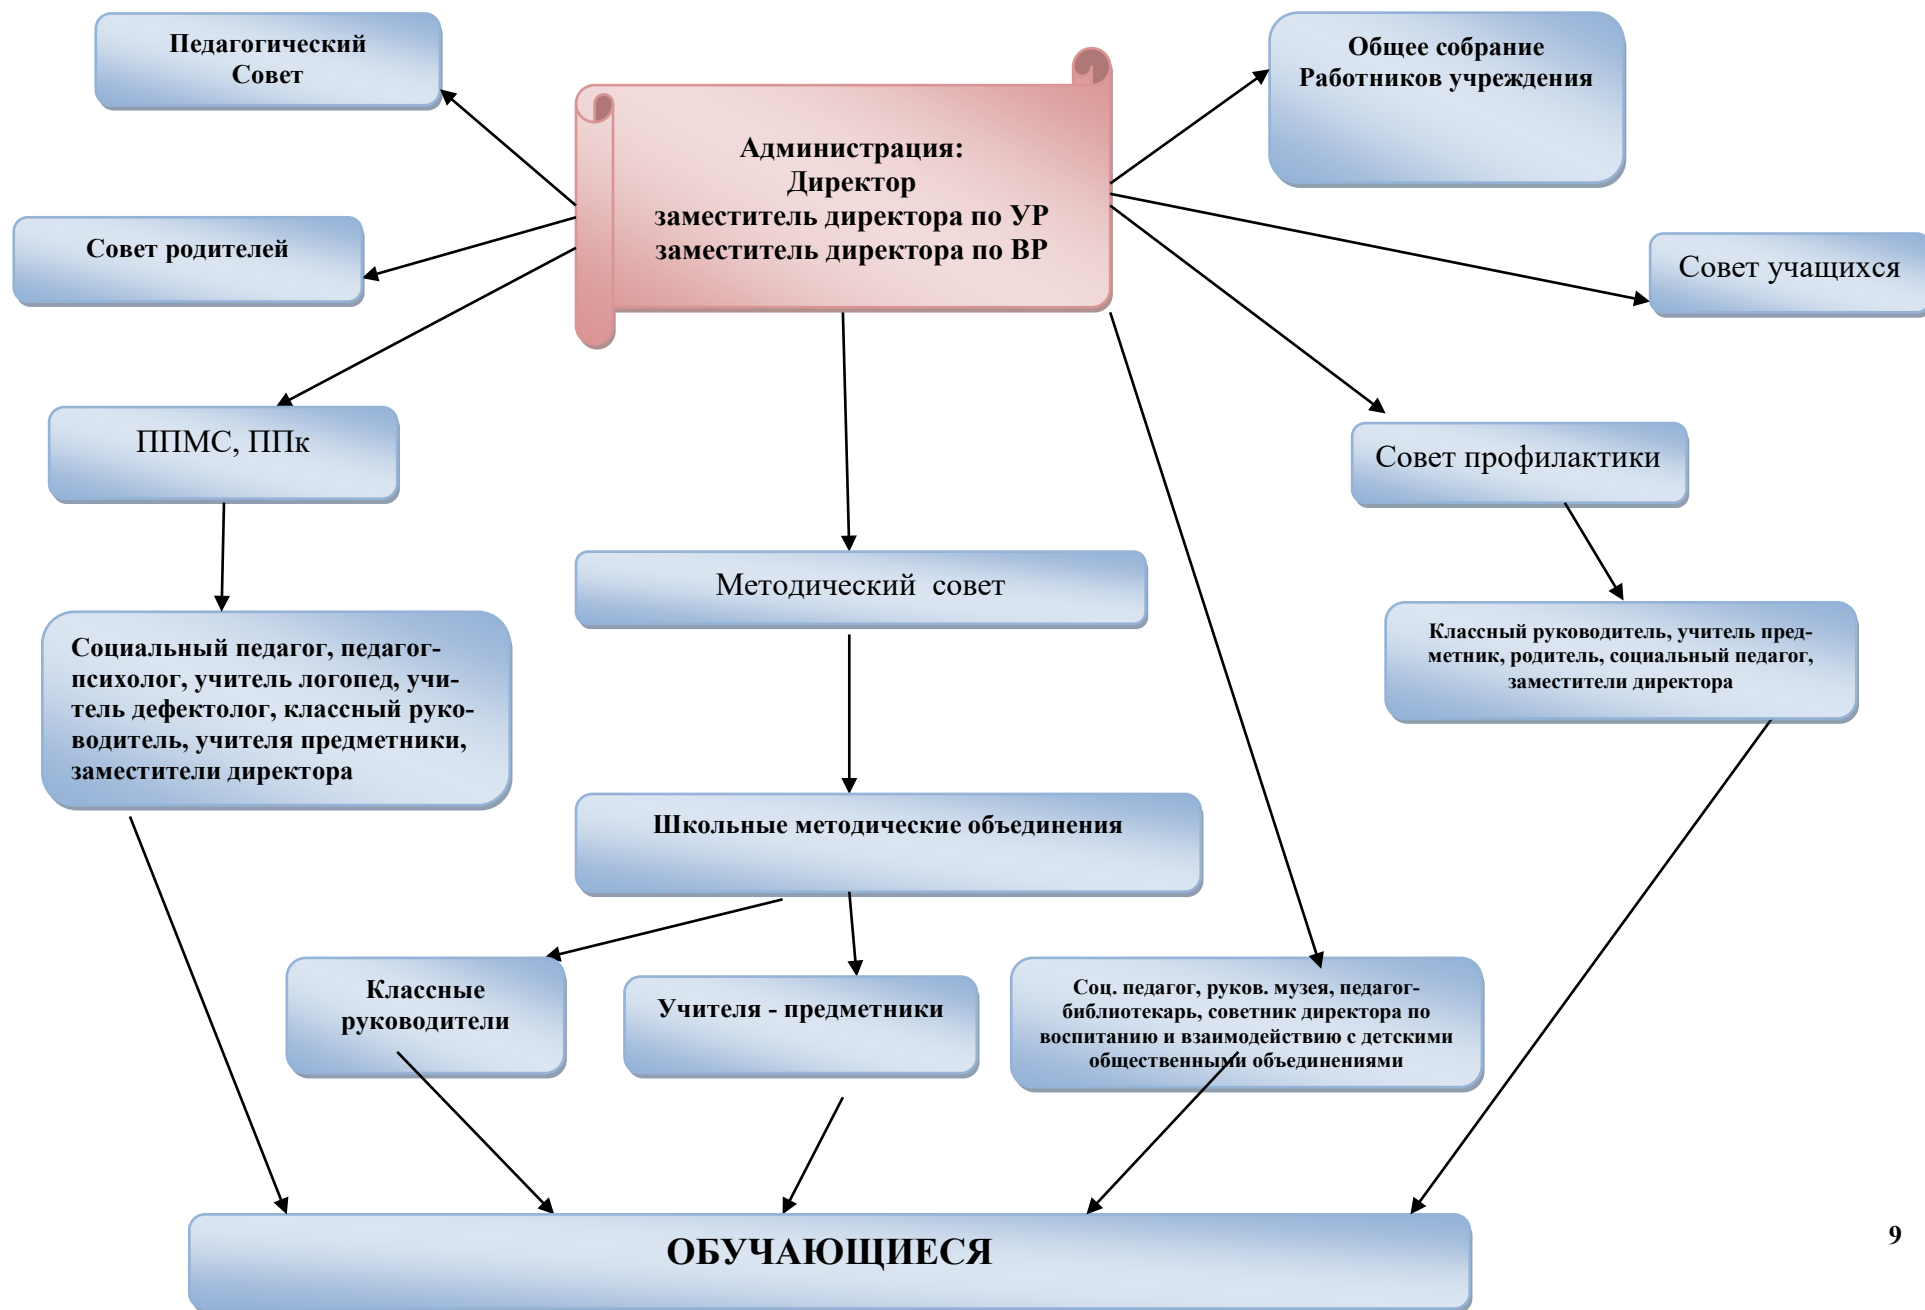 Педагогический
Совет
Общее собрание
Работников учреждения
Администрация:
Директор
заместитель директора по УР
заместитель директора по ВР
Совет родителей
Совет учащихся
ППМС, ППк
Совет профилактики
Методический  совет
Социальный педагог, педагог-
психолог, учитель логопед, учи-
тель дефектолог, классный руко-
водитель, учителя предметники,
заместители директора
Классный руководитель, учитель пред-
метник, родитель, социальный педагог,
заместители директора
Школьные методические объединения
Классные
руководители
Учителя - предметники
Соц. педагог, руков. музея, педагог-
библиотекарь, советник директора по
воспитанию и взаимодействию с детскими
общественными объединениями
ОБУЧАЮЩИЕСЯ
9